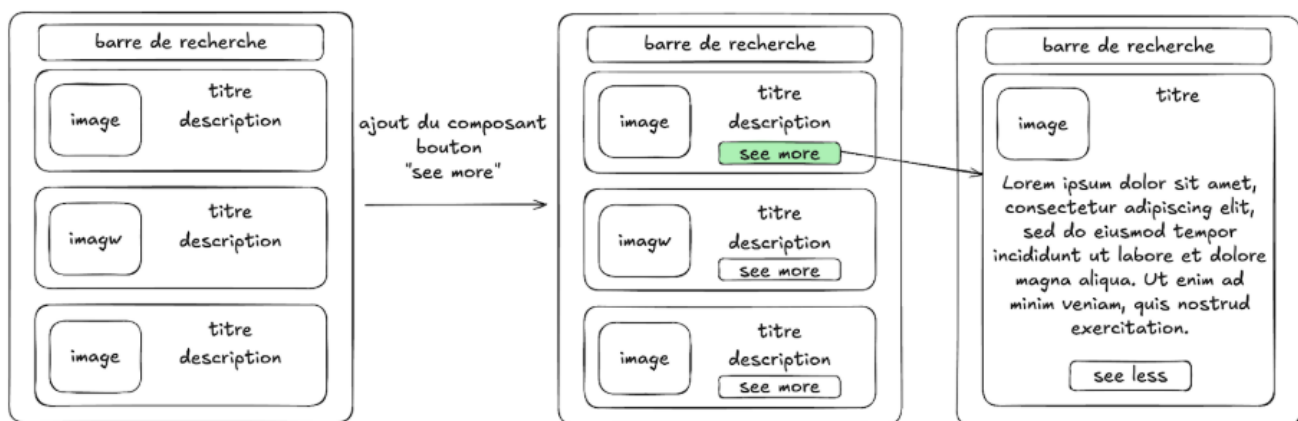 barre de recherche
image
titre
description
imagw
titre
description
image
titre
description
ajout du composant
bouton
"see more"
barre de recherche
image
titre
description
see more
imagw
titre
description
see more
image
titre
description
see more
barre de recherche
image
titre
Lorem ipsum dolor sit amet,
consectetur adipiscing elit,
sed do eiusmod tempor
incididunt ut labore et dolore
magna aliqua. Ut enim ad
minim veniam, quis nostrud
exercitation.
see less